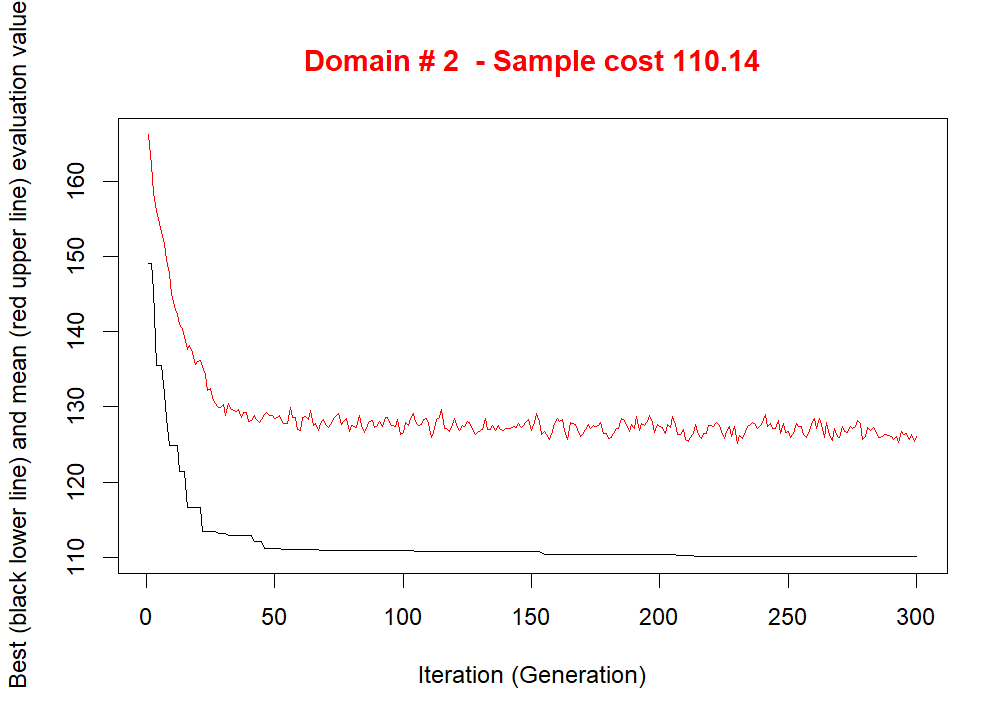 Domain # 2  - Sample cost 110.14
Best (black lower line) and mean (red upper line) evaluation value
160
150
140
130
120
110
0 50 100 150 200 250 300
Iteration (Generation)